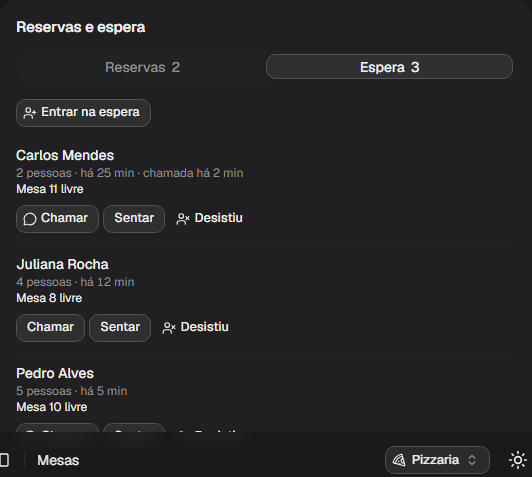 Reservas e espera
Reservas 2
Espera 3
Entrar na espera
Carlos Mendes
2 pessoas · há 25 min · chamada há 2 min
Mesa 11 livre
Chamar Sentar Desistiu
Juliana Rocha
4 pessoas · há 12 min
Mesa 8 livre
Chamar Sentar Desistiu
Pedro Alves
5 pessoas · há 5 min
Mesa 10 livre
Mesas
Pizzaria